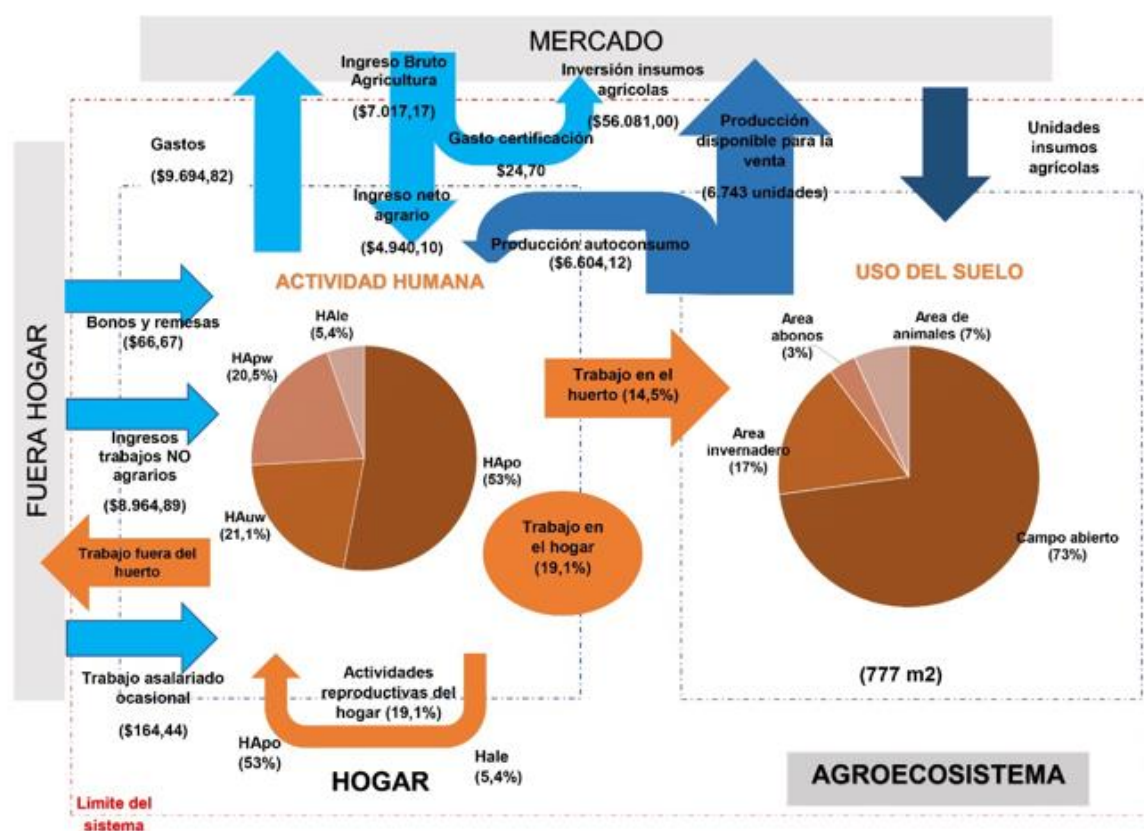 MERCADO
Ingreso Bruto
Agricultura
($7.017,17)
Inversión insumos
agrícolas
($56.081,00)
Gasto certificación
$24,70
Producción
disponible para la
venta
(6.743 unidades)
Unidades
insumos
agrícolas
Gastos
$9.694,82)
Ingreso neto
agrario
($4.940,10)
Producción autoconsumo
($6.604,12)
FUERA HOGAR
Bonos y remesas
($66,67)
Ingresos
trabajos NO
agrarios
($8.964,89)
Trabajo fuera del
huerto
Trabajo asalariado
ocasional
($164,44)
ACTIVIDAD HUMANA
HAle
(5,4%)
HApw
(20,5%)
HApo
(53%)
HAuw
(21,1%)
Trabajo en el
huerto (14,5%)
Trabajo en
el hogar
(19,1%)
USO DEL SUELO
Area
abonos
(3%)
Area de
animales (7%)
Area
invernadero
(17%)
Campo abierto
(73%)
(777 m2)
Actividades
reproductivas del
hogar (19,1%)
HApo
(53%)
Hale
(5,4%)
HOGAR
AGROECOSISTEMA
Límite del
sistema